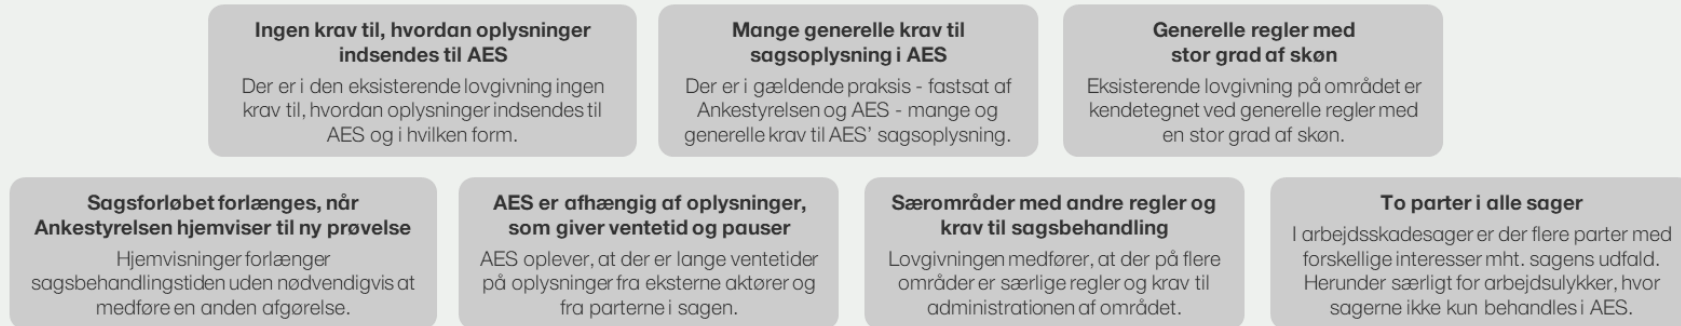 Ingen krav til, hvordan oplysninger
indsendes til AES
Der er i den eksisterende lovgivning ingen
krav til, hvordan oplysninger indsendes til
AES og i hvilken form.
Mange generelle krav til
sagsoplysning i AES
Der er i gældende praksis - fastsat af
Ankestyrelsen og AES - mange og
generelle krav til AES' sagsoplysning.
Generelle regler med
stor grad af skøn
Eksisterende lovgivning på området er
kendetegnet ved generelle regler med
en stor grad af skøn.
Sagsforløbet forlænges, når
Ankestyrelsen hjemviser til ny prøvelse
Hjemvisninger forlænger
sagsbehandlingstiden uden nødvendigvis at
medføre en anden afgørelse.
AES er afhængig af oplysninger,
som giver ventetid og pauser
AES oplever, at der er lange ventetider
på oplysninger fra eksterne aktører og
fra parterne i sagen.
Særområder med andre regler og
krav til sagsbehandling
Lovgivningen medfører, at der på flere
områder er særlige regler og krav til
administrationen af området.
To parter i alle sager
I arbejdsskadesager er der flere parter med
forskellige interesser mht. sagens udfald.
Herunder særligt for arbejdsulykker, hvor
sagerne ikke kun behandles i AES.